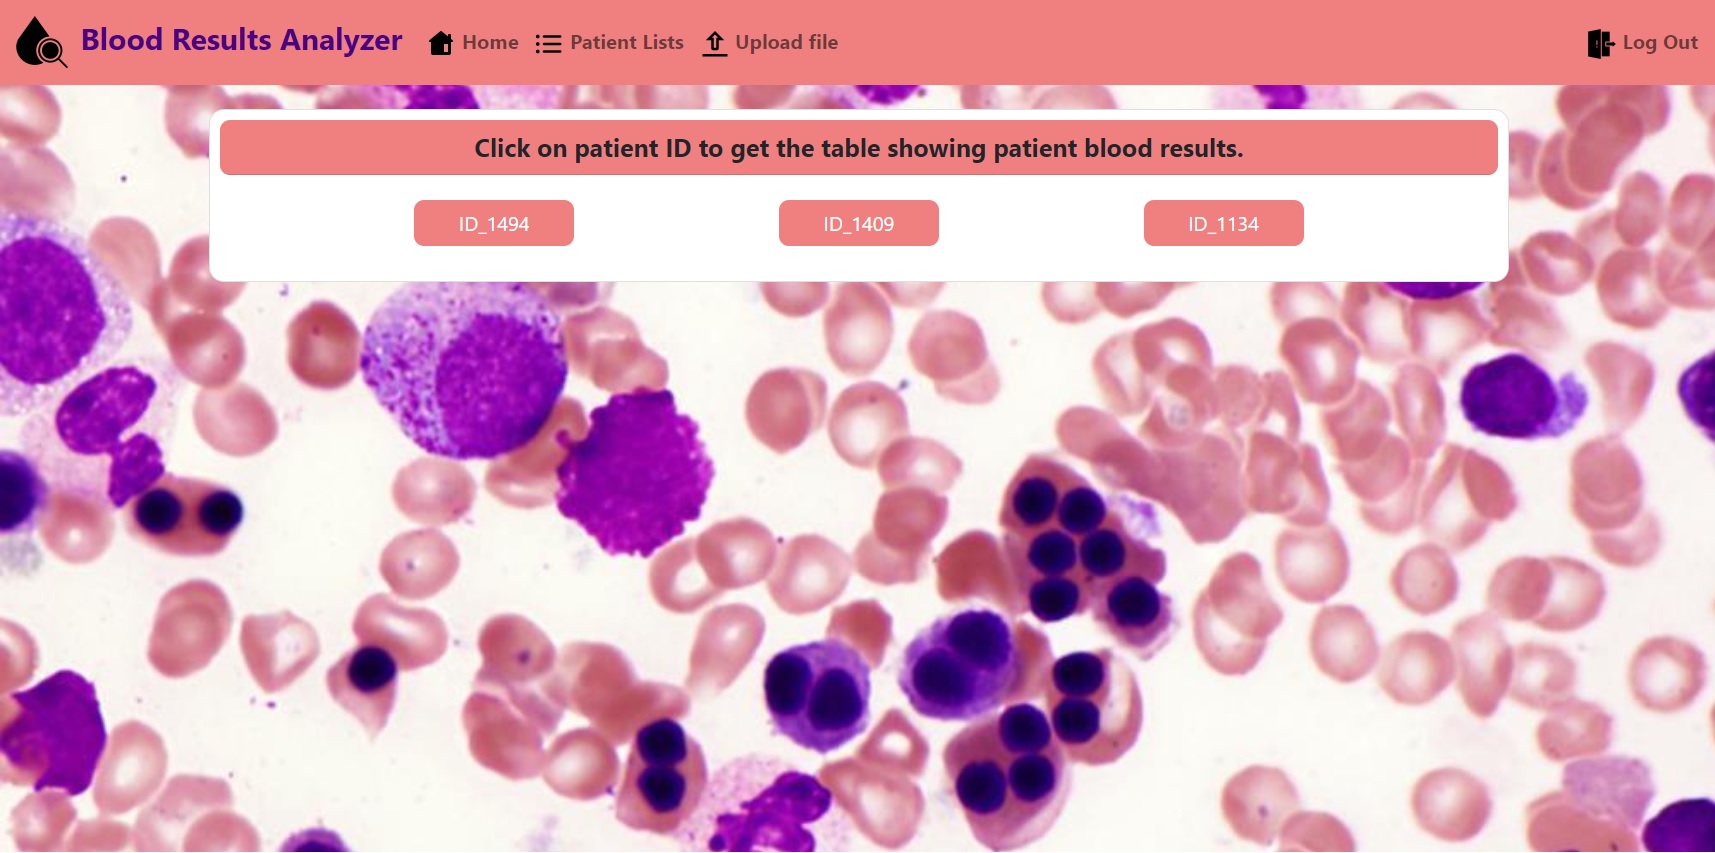 Blood Results Analyzer Home Patient Lists Upload file Log Out
Click on patient ID to get the table showing patient blood results.
ID_1494 ID_1409 ID_1134